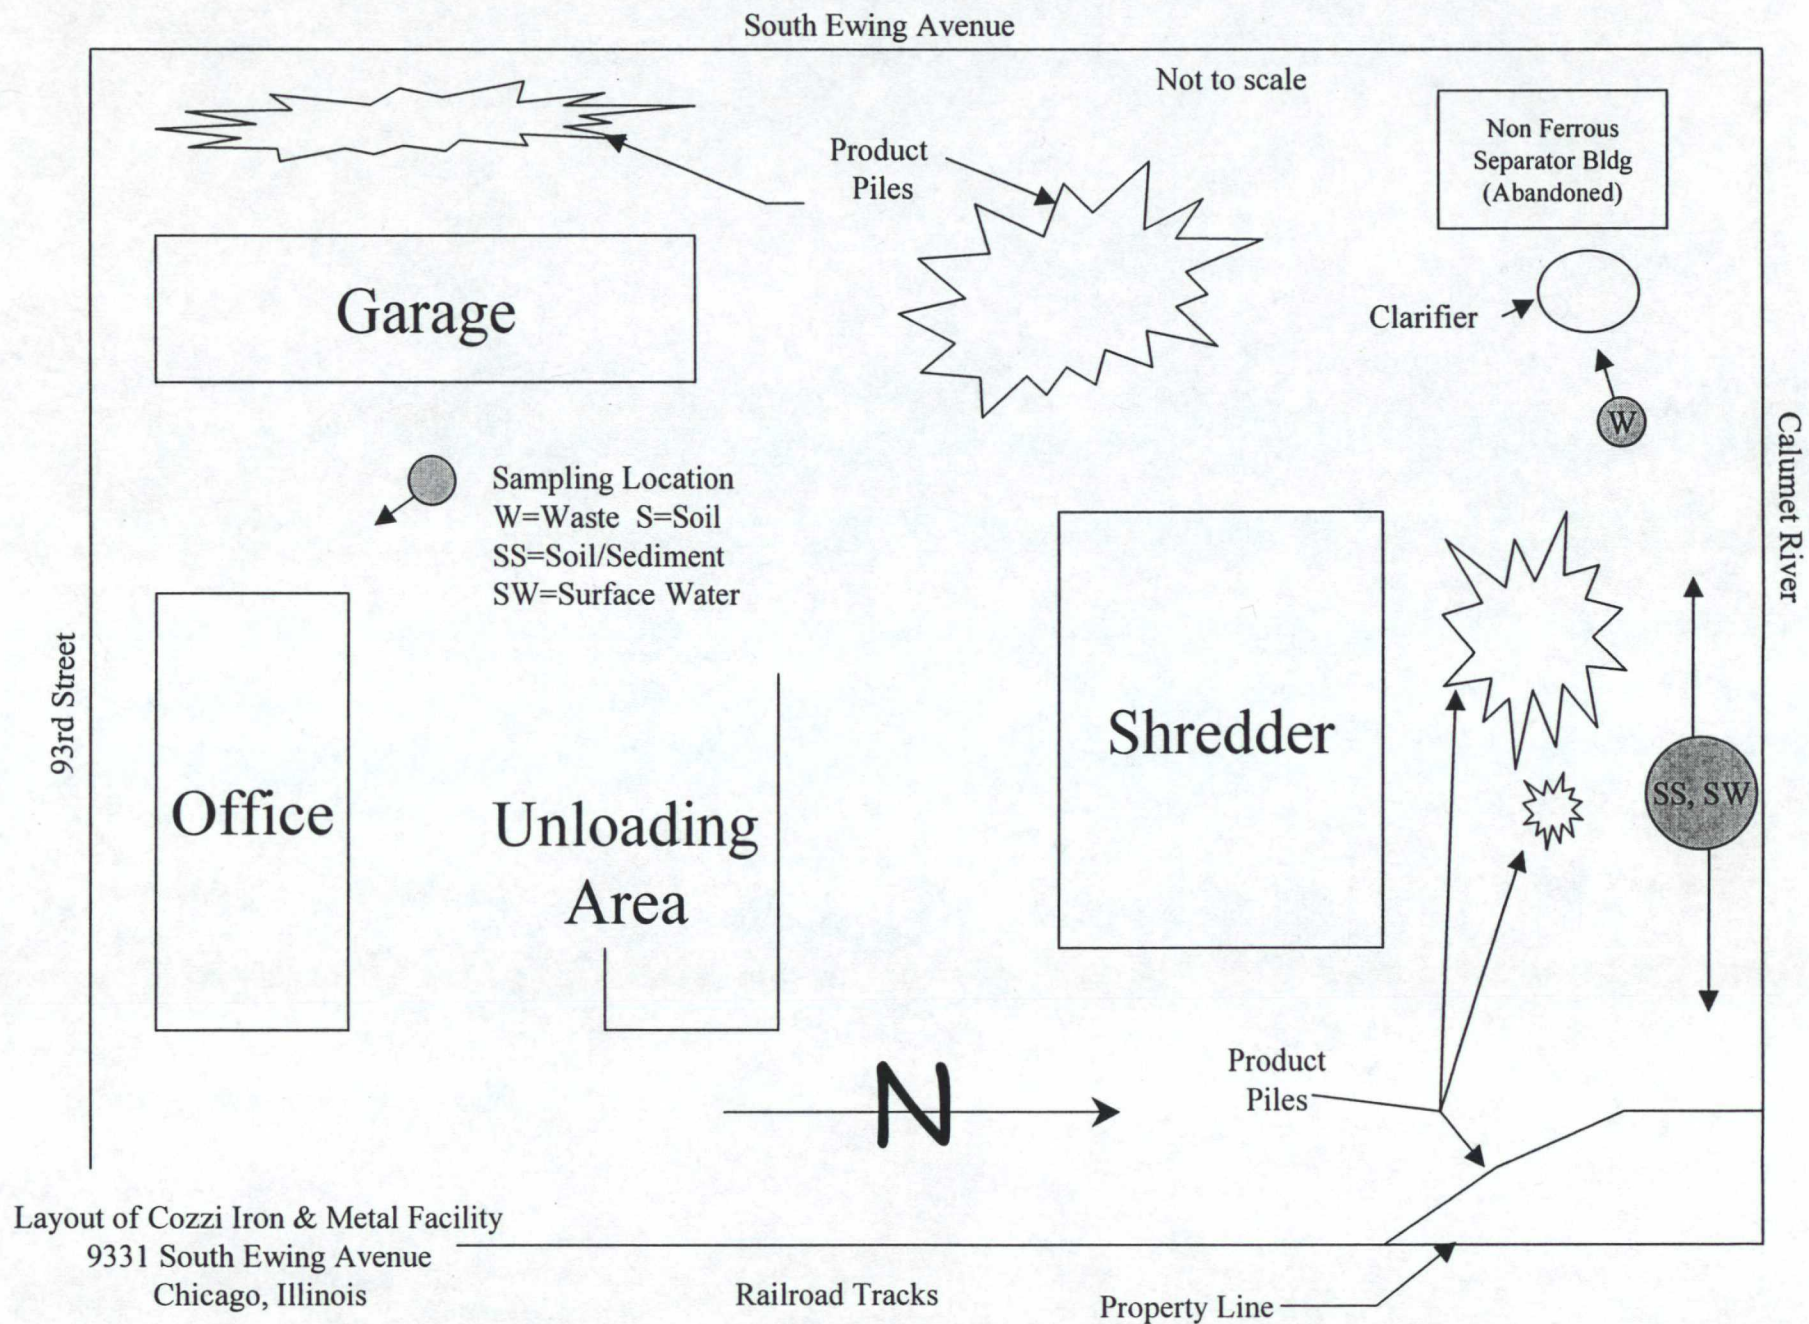 South Ewing Avenue
Not to scale
Product
Piles
Non Ferrous
Separator Bldg
(Abandoned)
Garage
Clarifier
W
Calumet River
Sampling Location
W=Waste S=Soil
SS=Soil/Sediment
SW=Surface Water
93rd Street
Office
Unloading
Area
Shredder
SS, SW
N
Product
Piles
Layout of Cozzi Iron & Metal Facility
9331 South Ewing Avenue
Chicago, Illinois
Railroad Tracks
Property Line